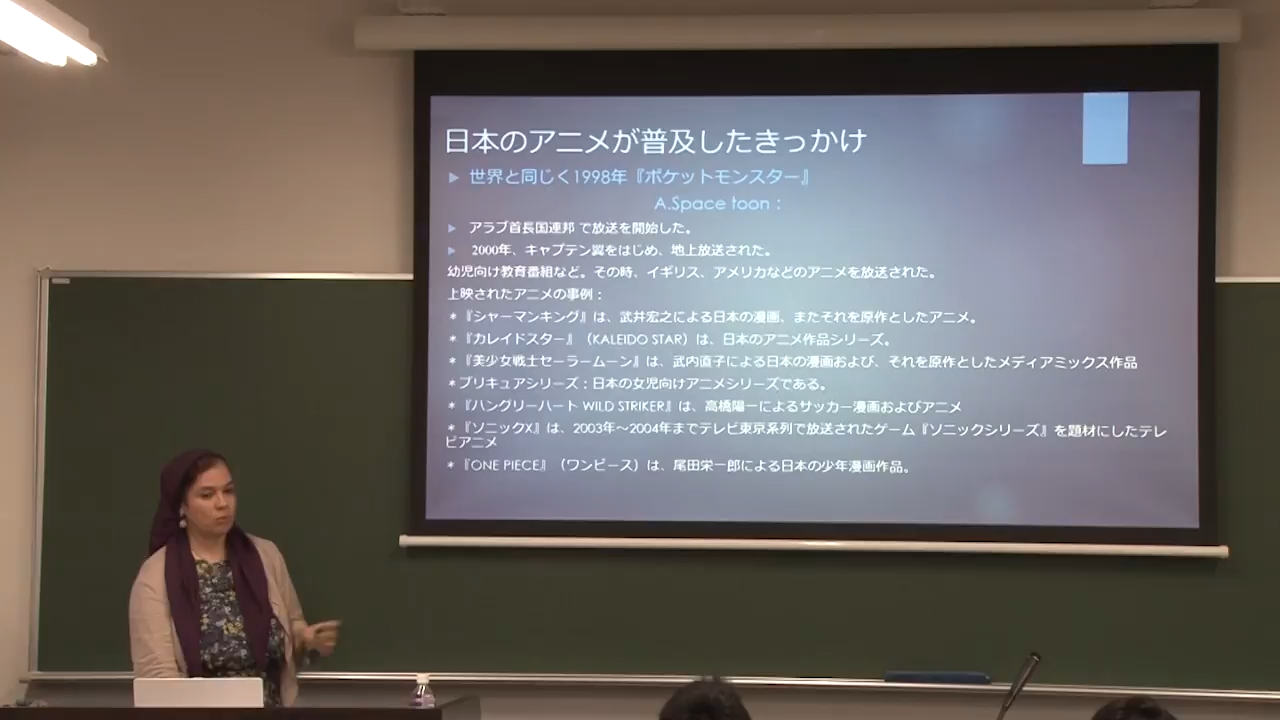 日本のアニメが普及したきっかけ
世界と同じく1998年『ポケットモンスター』
A.Space toon：
アラブ首長国連邦 で放送を開始した。
2000年、キャプテン翼をはじめ、地上放送された。
幼児向け教育番組など。その時、イギリス、アメリカなどのアニメを放送された。
上映されたアニメの事例：
＊『シャーマンキング』は、武井宏之による日本の漫画、またそれを原作としたアニメ。
＊『カレイドスター』（KALEIDO STAR）は、日本のアニメ作品シリーズ。
＊『美少女戦士セーラームーン』は、武内直子による日本の漫画および、それを原作としたメディアミックス作品
＊プリキュアシリーズ：日本の女児向けアニメシリーズである。
＊『ハングリーハート WILD STRIKER』は、高橋陽一によるサッカー漫画およびアニメ
＊『ソニックX』は、2003年～2004年までテレビ東京系列で放送されたゲーム『ソニックシリーズ』を題材にしたテレ
ビアニメ
＊『ONE PIECE』（ワンピース）は、尾田栄一郎による日本の少年漫画作品。